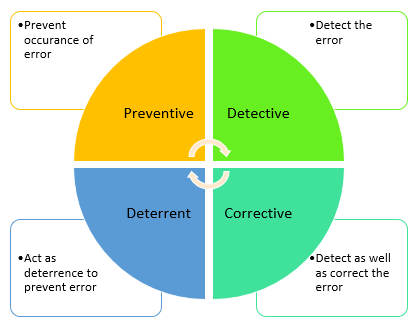 •Prevent
occurance of
error
•Detect the
error
Preventive
Detective
Deterrent
Corrective
•Act as
deterrence to
prevent error
•Detect as well
as correct the
error